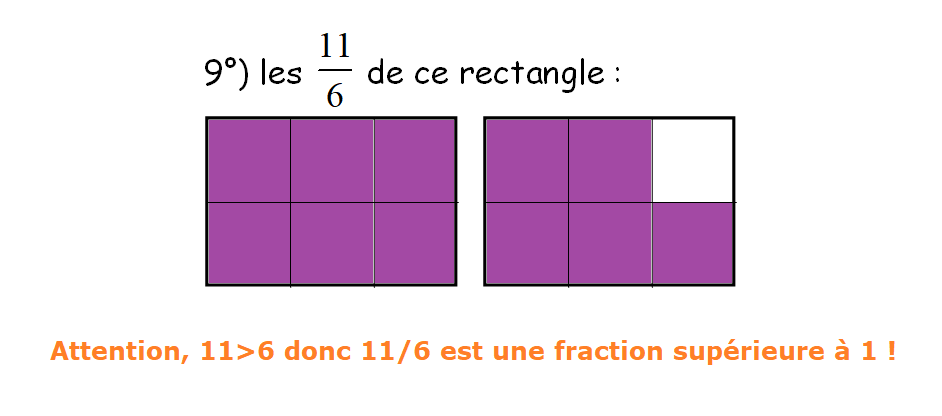 9°) les 11/6 de ce rectangle :
Attention, 11>6 donc 11/6 est une fraction supérieure à 1 !